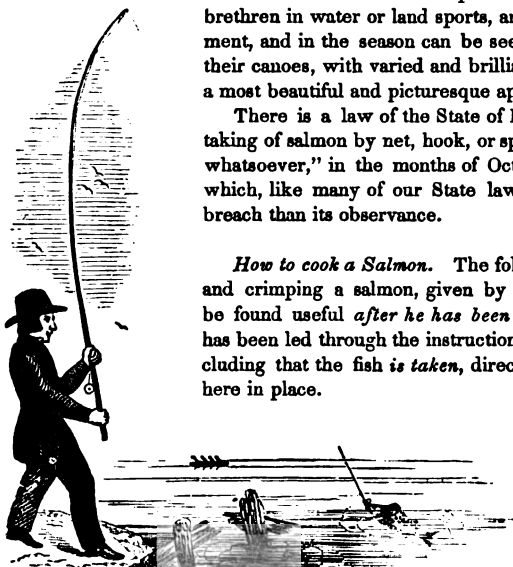 brethren in water or land sports, a
ment, and in the season can be see
their canoes, with varied and brilli
a most beautiful and picturesque ap
There is a law of the State of
taking of salmon by net, hook, or sp
whatsoever," in the months of Oct
which, like many of our State law
breach than its observance.
How to cook a Salmon. The fol
and crimping a salmon, given by
be found useful after he has been
has been led through the instruction
cluding that the fish is taken, direc
here in place.